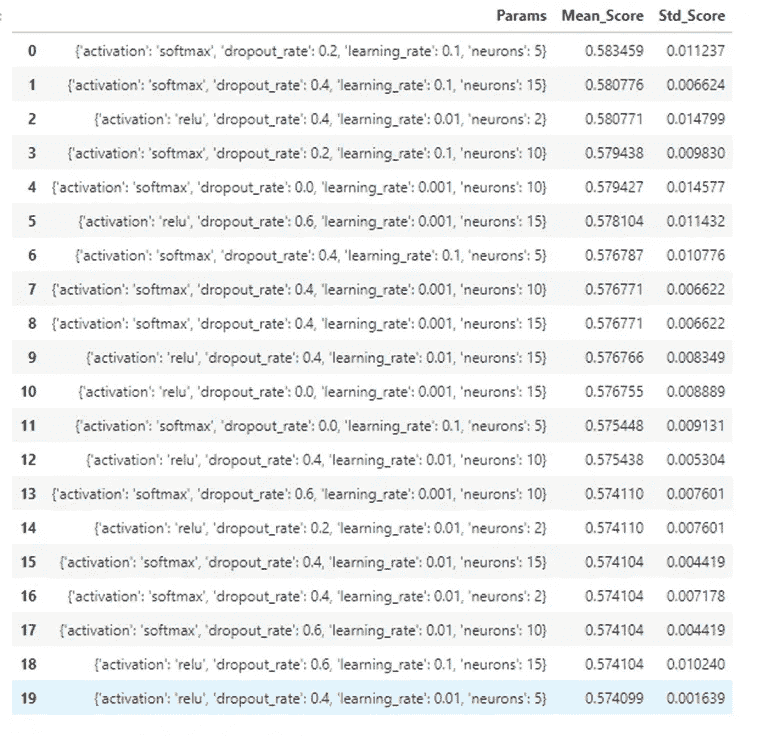 Params Mean_Score Std_Score
0 {'activation': 'softmax', 'dropout_rate': 0.2, 'learning_rate': 0.1, 'neurons': 5} 0.583459 0.011237
1 {'activation': 'softmax', 'dropout_rate': 0.4, 'learning_rate': 0.1, 'neurons': 15} 0.580776 0.006624
2 {'activation': 'relu', 'dropout_rate': 0.4, 'learning_rate': 0.01, 'neurons': 2} 0.580771 0.014799
3 {'activation': 'softmax', 'dropout_rate': 0.2, 'learning_rate': 0.1, 'neurons': 10} 0.579438 0.009830
4 {'activation': 'softmax', 'dropout_rate': 0.0, 'learning_rate': 0.001, 'neurons': 10} 0.579427 0.014577
5 {'activation': 'relu', 'dropout_rate': 0.6, 'learning_rate': 0.001, 'neurons': 15} 0.578104 0.011432
6 {'activation': 'softmax', 'dropout_rate': 0.4, 'learning_rate': 0.1, 'neurons': 5} 0.576787 0.010776
7 {'activation': 'softmax', 'dropout_rate': 0.4, 'learning_rate': 0.001, 'neurons': 10} 0.576771 0.006622
8 {'activation': 'softmax', 'dropout_rate': 0.4, 'learning_rate': 0.001, 'neurons': 15} 0.576771 0.006622
9 {'activation': 'relu', 'dropout_rate': 0.4, 'learning_rate': 0.01, 'neurons': 15} 0.576766 0.008349
10 {'activation': 'relu', 'dropout_rate': 0.0, 'learning_rate': 0.001, 'neurons': 15} 0.576755 0.008889
11 {'activation': 'softmax', 'dropout_rate': 0.0, 'learning_rate': 0.1, 'neurons': 5} 0.575448 0.009131
12 {'activation': 'relu', 'dropout_rate': 0.4, 'learning_rate': 0.01, 'neurons': 10} 0.575438 0.005304
13 {'activation': 'softmax', 'dropout_rate': 0.6, 'learning_rate': 0.001, 'neurons': 10} 0.574110 0.007601
14 {'activation': 'relu', 'dropout_rate': 0.2, 'learning_rate': 0.01, 'neurons': 2} 0.574110 0.007601
15 {'activation': 'softmax', 'dropout_rate': 0.4, 'learning_rate': 0.01, 'neurons': 15} 0.574104 0.004419
16 {'activation': 'softmax', 'dropout_rate': 0.4, 'learning_rate': 0.01, 'neurons': 2} 0.574104 0.007178
17 {'activation': 'softmax', 'dropout_rate': 0.6, 'learning_rate': 0.01, 'neurons': 10} 0.574104 0.004419
18 {'activation': 'relu', 'dropout_rate': 0.6, 'learning_rate': 0.1, 'neurons': 15} 0.574104 0.010240
19 {'activation': 'relu', 'dropout_rate': 0.4, 'learning_rate': 0.01, 'neurons': 5} 0.574099 0.001639